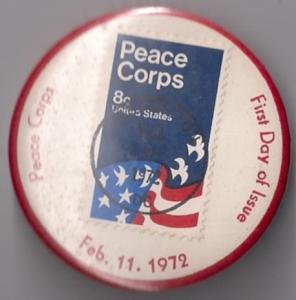 Peace
Corps
8c
United States
Peace Corps
First Day of Issue
Feb. 11. 1972